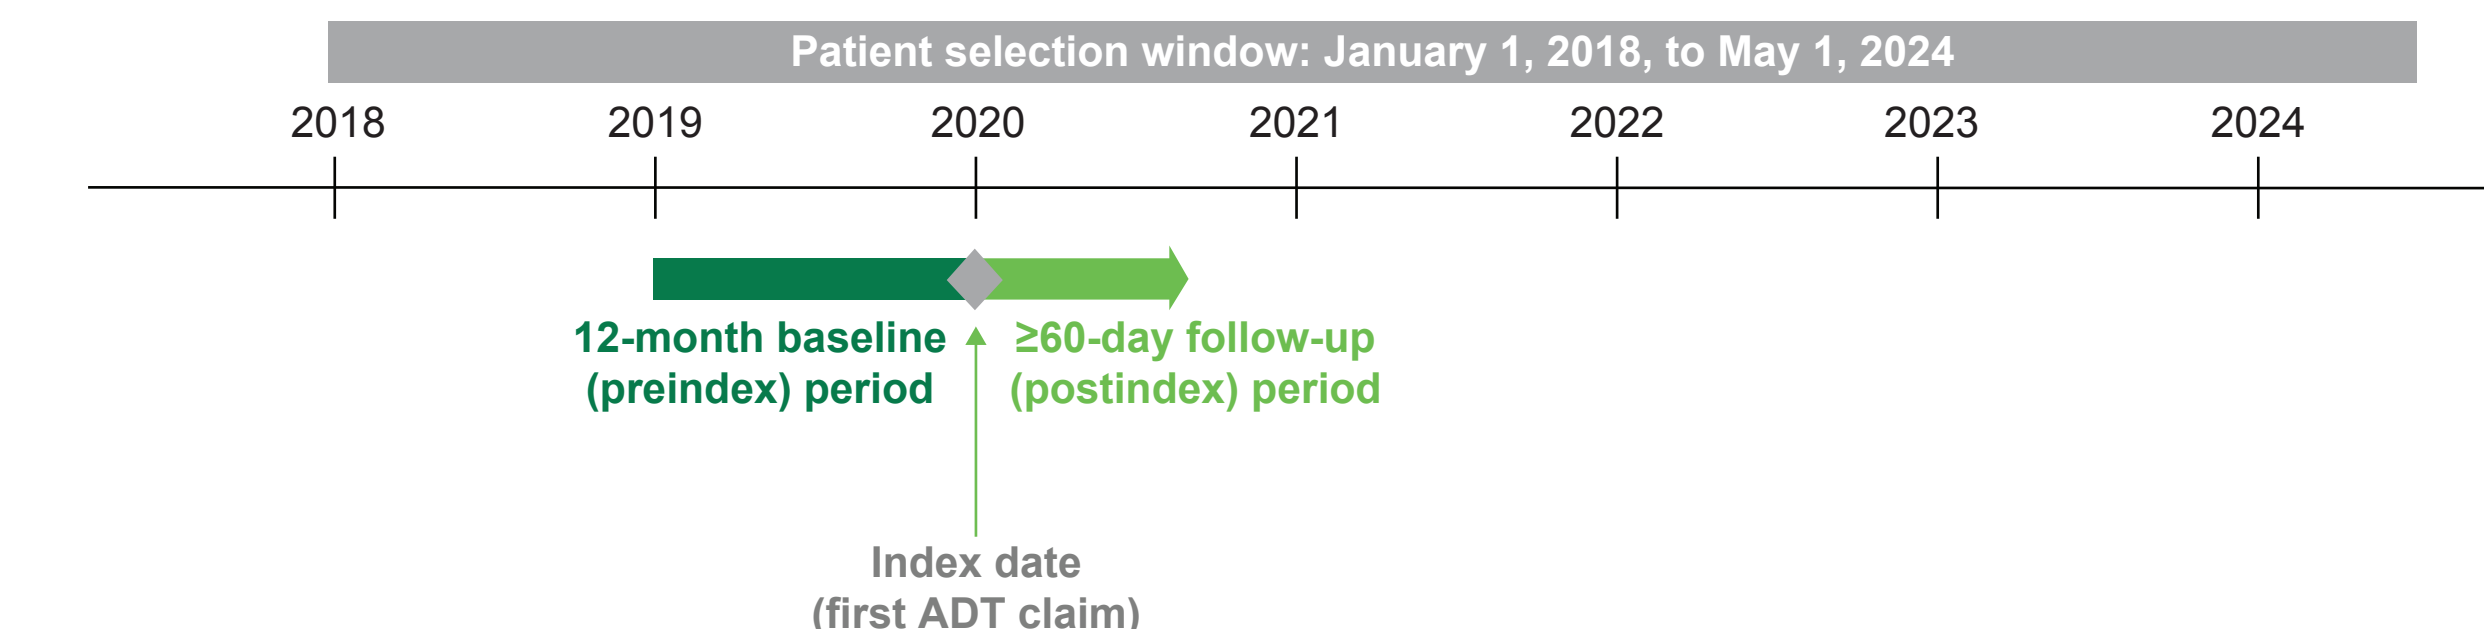 Patient selection window: January 1, 2018, to May 1, 2024
2018 2019 2020 2021 2022 2023 2024
12-month baseline
(preindex) period
≥60-day follow-up
(postindex) period
Index date
(first ADT claim)